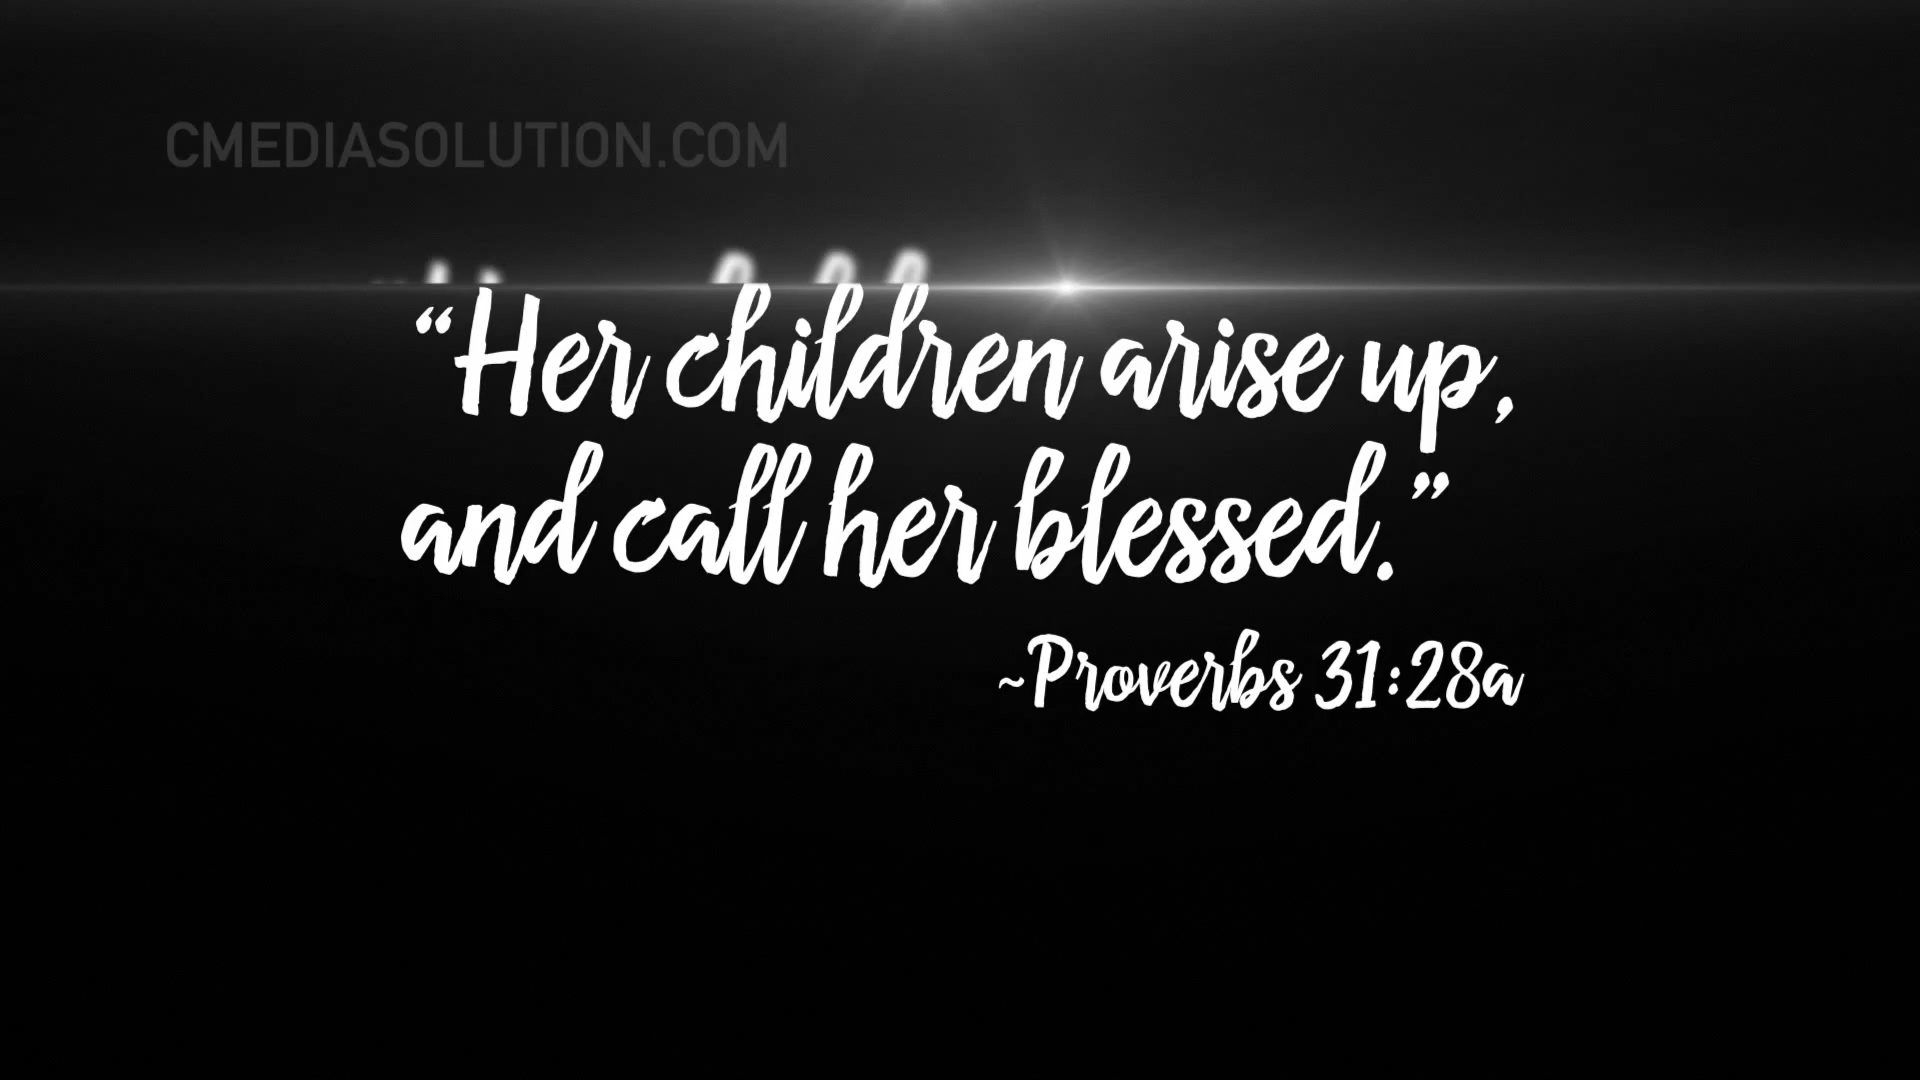 CMEDIASOLUTION.COM
“Her children arise up,
and call her blessed.”
~Proverbs 31:28a